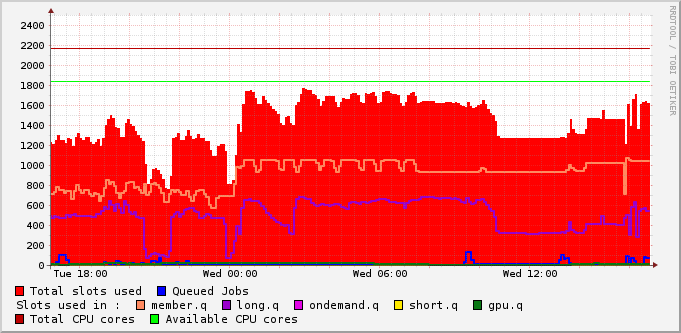 RRDTOOL / TOBI OETIKER
2400
2200
2000
1800
1600
1400
1200
1000
800
600
400
200
0
Tue 18:00 Wed 00:00 Wed 06:00 Wed 12:00
Total slots used Queued Jobs
Slots used in : member.q long.q ondemand.q short.q gpu.q
Total CPU cores Available CPU cores